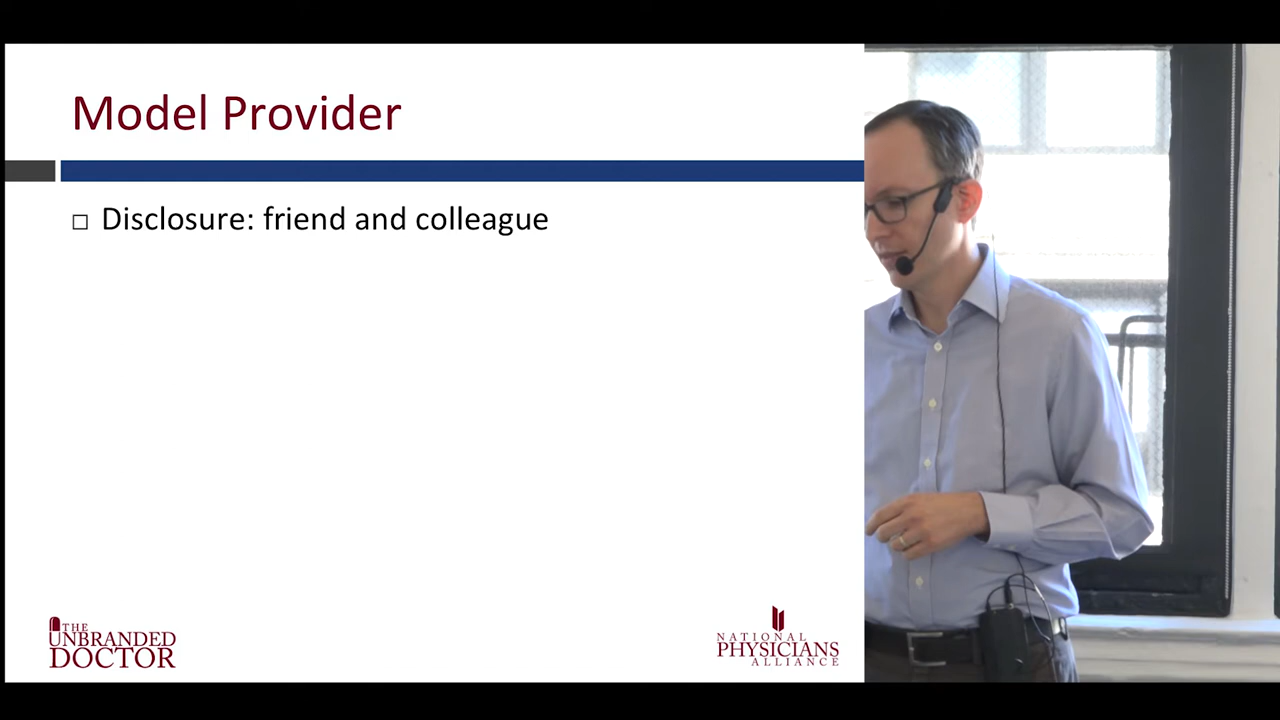 Model Provider
□ Disclosure: friend and colleague
THE
UNBRANDED
DOCTOR
NATIONAL
PHYSICIANS
ALLIANCE